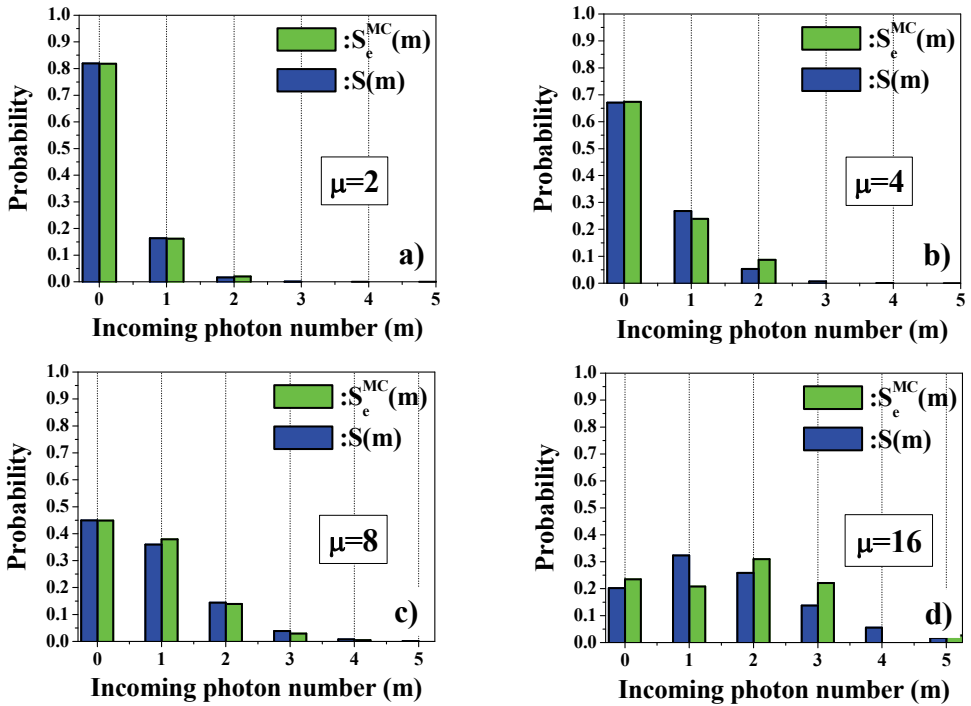 1.0
0.9
0.8
0.7
0.6
0.5
0.4
0.3
0.2
0.1
0.0
Probability
:S_e^MC(m)
:S(m)
μ=2
a)
0 1 2 3 4 5
Incoming photon number (m)
1.0
0.9
0.8
0.7
0.6
0.5
0.4
0.3
0.2
0.1
0.0
Probability
:S_e^MC(m)
:S(m)
μ=4
b)
0 1 2 3 4 5
Incoming photon number (m)
1.0
0.9
0.8
0.7
0.6
0.5
0.4
0.3
0.2
0.1
0.0
Probability
:S_e^MC(m)
:S(m)
μ=8
c)
0 1 2 3 4 5
Incoming photon number (m)
1.0
0.9
0.8
0.7
0.6
0.5
0.4
0.3
0.2
0.1
0.0
Probability
:S_e^MC(m)
:S(m)
μ=16
d)
0 1 2 3 4 5
Incoming photon number (m)